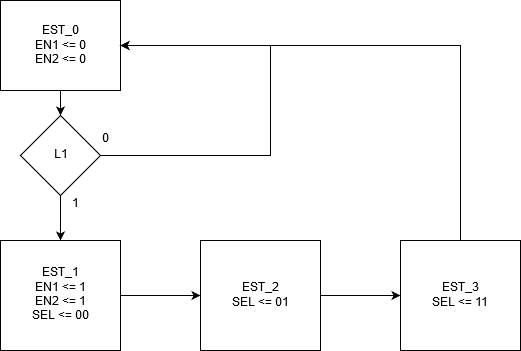 EST_0
EN1 <= 0
EN2 <= 0
0
L1
1
EST_1
EN1 <= 1
EN2 <= 1
SEL <= 00
EST_2
SEL <= 01
EST_3
SEL <= 11